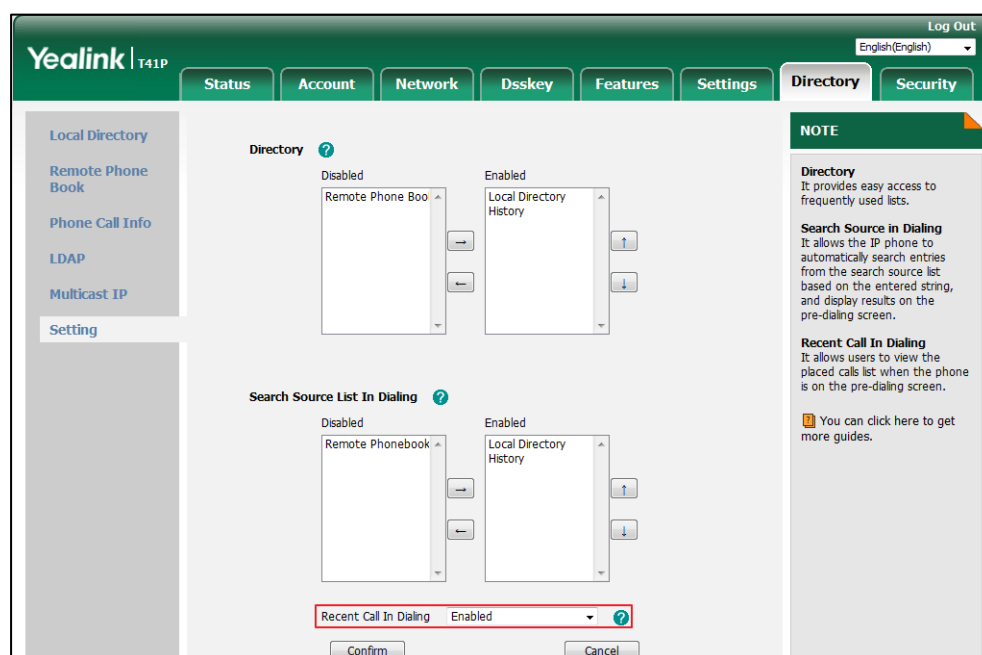 Log Out
English(English)
Yealink T41P
Status Account Network Dsskey Features Settings Directory Security
Local Directory
Remote Phone
Book
Phone Call Info
LDAP
Multicast IP
Setting
Directory ?
Disabled Enabled
Remote Phone Boo
Local Directory
History
→
←
↑
↓
Search Source List In Dialing ?
Disabled Enabled
Remote Phonebook
Local Directory
History
→
←
↑
↓
Recent Call In Dialing Enabled ?
Confirm Cancel
NOTE
Directory
It provides easy access to
frequently used lists.
Search Source in Dialing
It allows the IP phone to
automatically search entries
from the search source list
based on the entered string,
and display results on the
pre-dialing screen.
Recent Call In Dialing
It allows users to view the
placed calls list when the phone
is on the pre-dialing screen.
? You can click here to get
more guides.